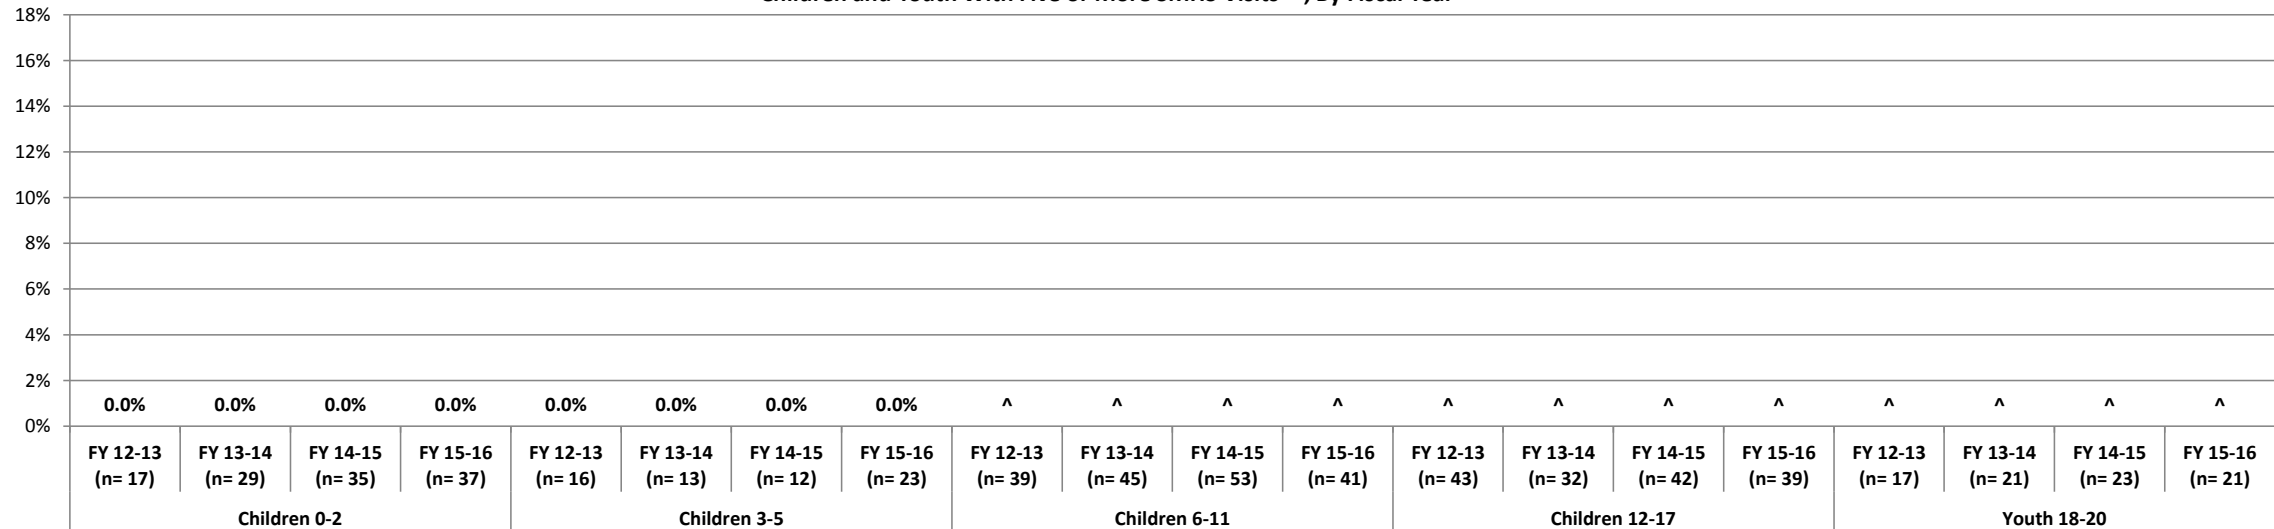 18%
16%
14%
12%
10%
8%
6%
4%
2%
0%
0.0% 0.0% 0.0% 0.0% 0.0% 0.0% 0.0% 0.0% ^ ^ ^ ^ ^ ^ ^ ^ ^ ^ ^ ^
FY 12-13 FY 13-14 FY 14-15 FY 15-16 FY 12-13 FY 13-14 FY 14-15 FY 15-16 FY 12-13 FY 13-14 FY 14-15 FY 15-16 FY 12-13 FY 13-14 FY 14-15 FY 15-16 FY 12-13 FY 13-14 FY 14-15 FY 15-16
(n= 17) (n= 29) (n= 35) (n= 37) (n= 16) (n= 13) (n= 12) (n= 23) (n= 39) (n= 45) (n= 53) (n= 41) (n= 43) (n= 32) (n= 42) (n= 39) (n= 17) (n= 21) (n= 23) (n= 21)
Children 0-2 Children 3-5 Children 6-11 Children 12-17 Youth 18-20